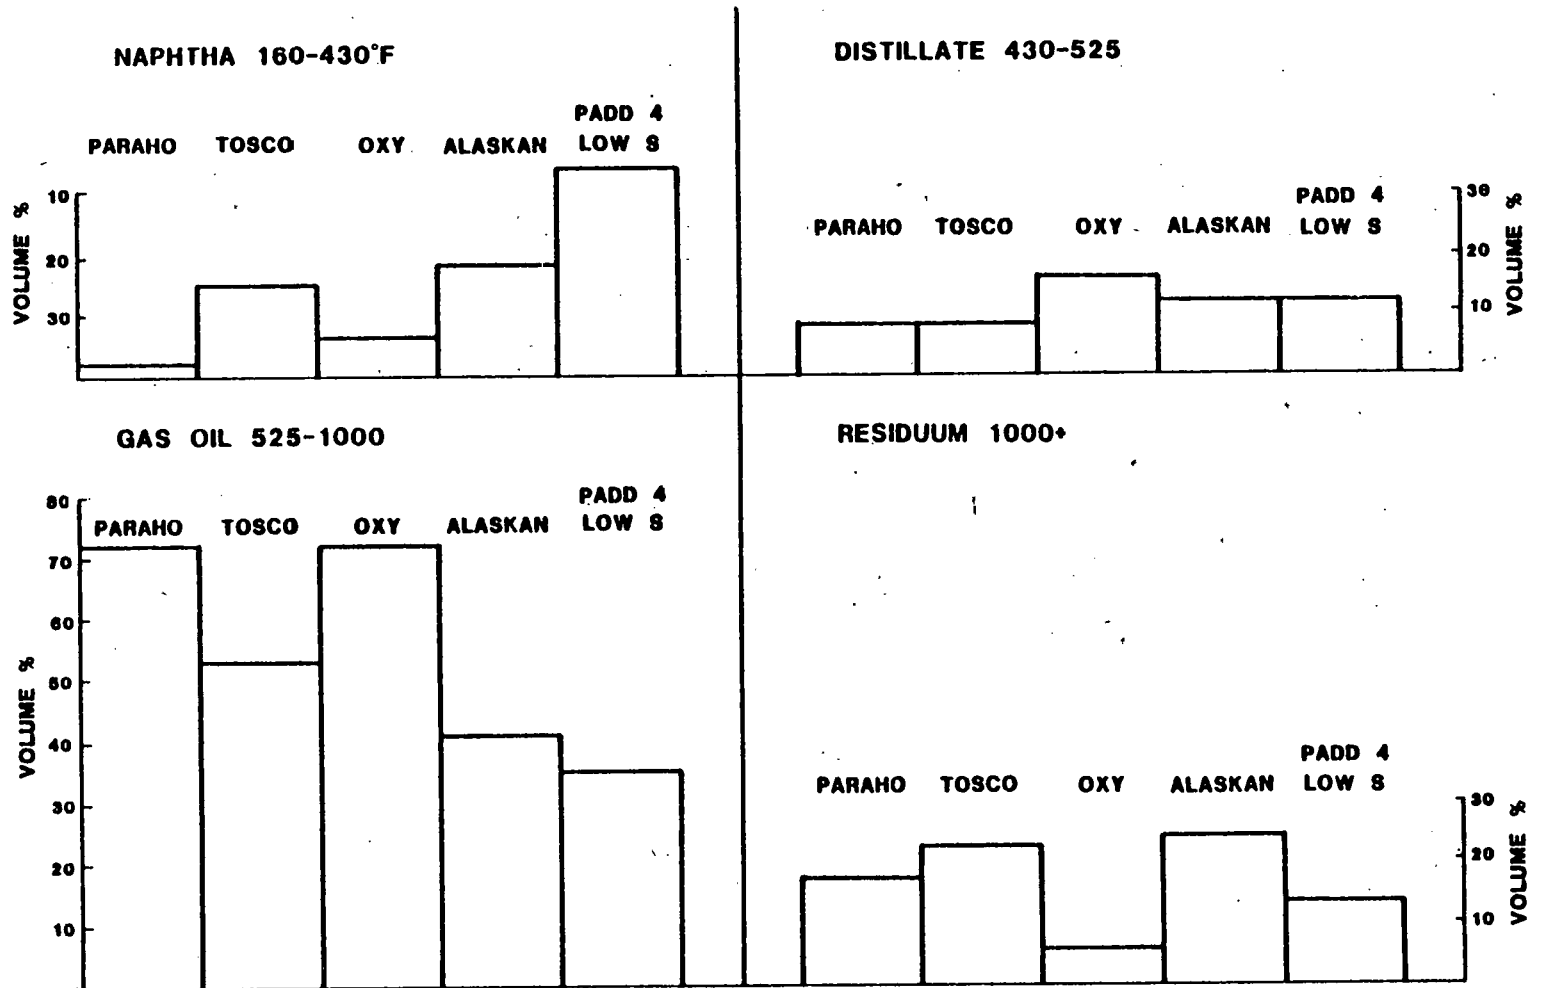 NAPHTHA 160-430°F
PADD 4
PARAHO TOSCO OXY ALASKAN LOW S
10
20
30
VOLUME %
DISTILLATE 430-525
PADD 4
PARAHO TOSCO OXY ALASKAN LOW S
30
20
10
VOLUME %
GAS OIL 525-1000
PADD 4
PARAHO TOSCO OXY ALASKAN LOW S
80
70
60
50
40
30
20
10
VOLUME %
RESIDUUM 1000+
PADD 4
PARAHO TOSCO OXY ALASKAN LOW S
30
20
10
VOLUME %